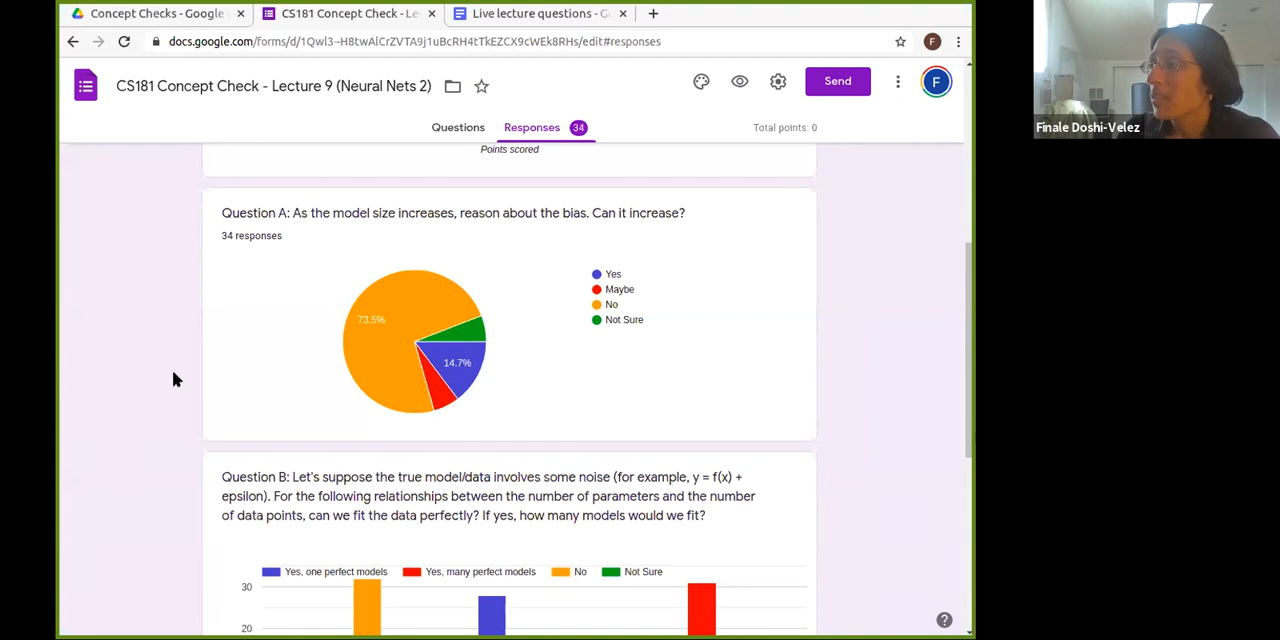 Concept Checks - Google
CS181 Concept Check - Le
Live lecture questions - G
docs.google.com/forms/d/1Qwl3--H8twAlCrZVTA9j1uBcRH4tTkEZCX9cWEk8RHs/edit#responses
F
CS181 Concept Check - Lecture 9 (Neural Nets 2)
Send
F
Finale Doshi-Velez
Questions
Responses
34
Total points: 0
Points scored
Question A: As the model size increases, reason about the bias. Can it increase?
34 responses
Yes
Maybe
No
Not Sure
73.5%
14.7%
Question B: Let's suppose the true model/data involves some noise (for example, y = f(x) +
epsilon). For the following relationships between the number of parameters and the number
of data points, can we fit the data perfectly? If yes, how many models would we fit?
Yes, one perfect models
Yes, many perfect models
No
Not Sure
30
20